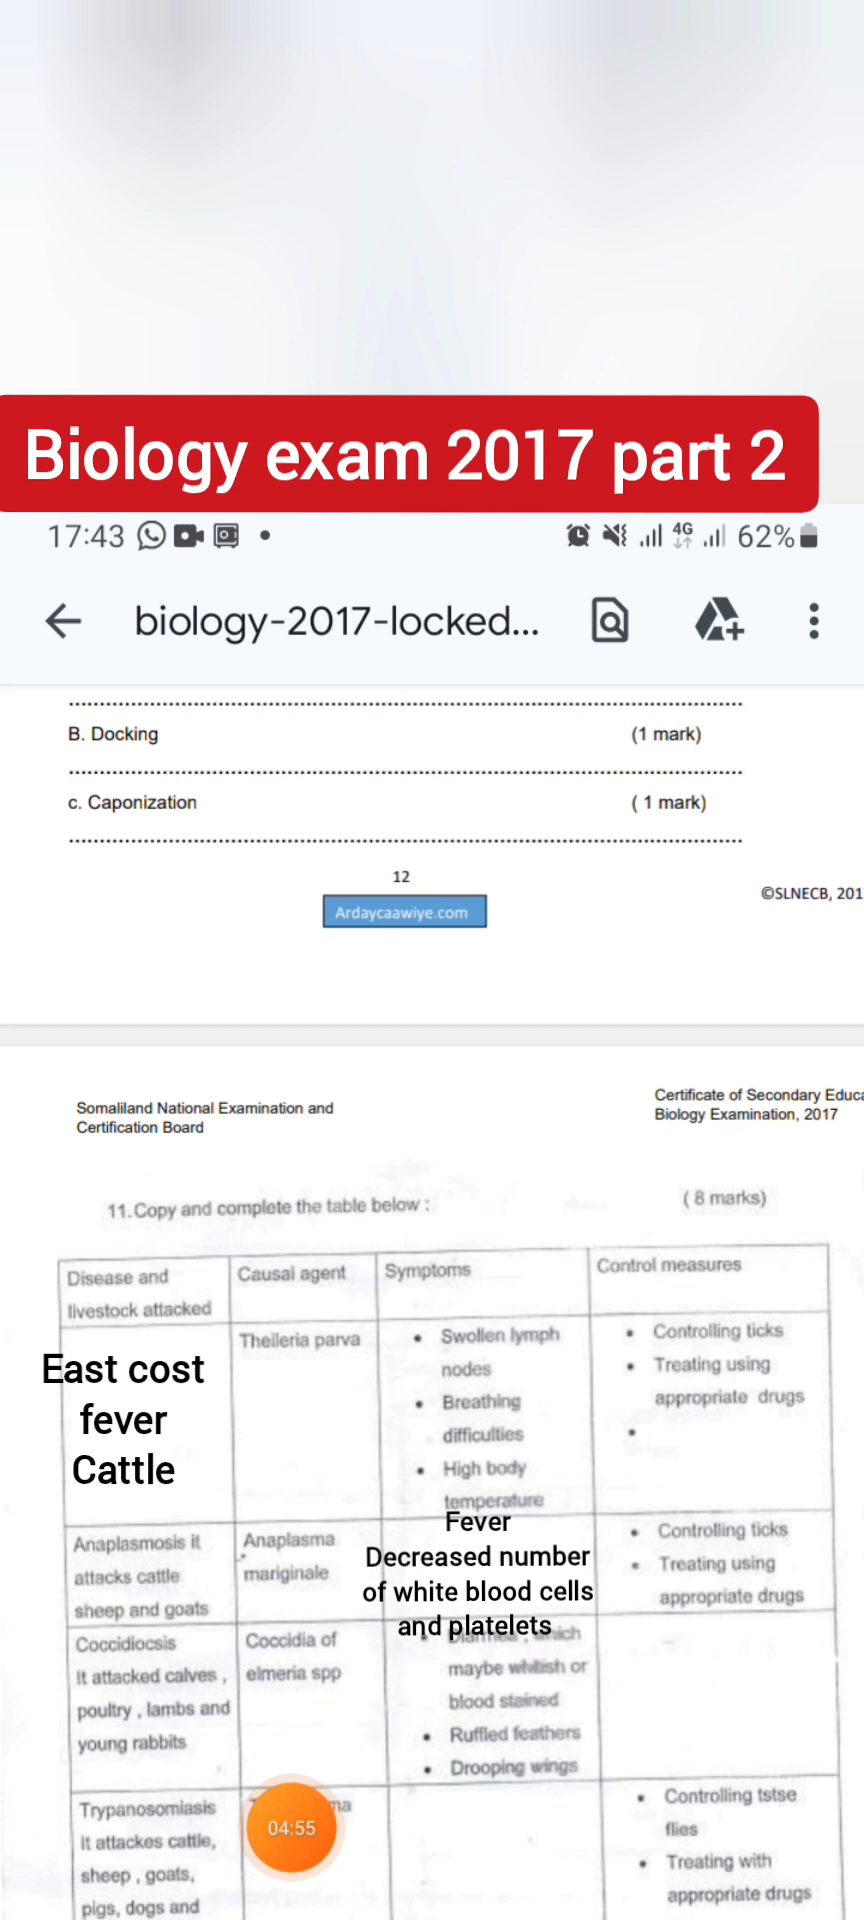 Biology exam 2017 part 2
17:43
4G
62%
biology-2017-locked...
B. Docking (1 mark)
c. Caponization ( 1 mark)
12
©SLNECB, 201
Ardaycaawiye.com
Somaliland National Examination and
Certification Board
Certificate of Secondary Educa
Biology Examination, 2017
11.Copy and complete the table below : ( 8 marks)
Disease and
livestock attacked
Causal agent
Symptoms
Control measures
East cost
fever
Cattle
Theileria parva
• Swollen lymph
nodes
• Breathing
difficulties
• High body
temperature
• Controlling ticks
• Treating using
appropriate drugs
•
Anaplasmosis it
attacks cattle
sheep and goats
Anaplasma
mariginale
Fever
Decreased number
of white blood cells
and platelets
• Controlling ticks
• Treating using
appropriate drugs
Coccidiocsis
It attacked calves ,
poultry , lambs and
young rabbits
Coccidia of
elmeria spp
• Diarrhea , which
maybe whitish or
blood stained
• Ruffled feathers
• Drooping wings
Trypanosomiasis
It attackes cattle,
sheep , goats,
pigs, dogs and
04:55
• Controlling tstse
flies
• Treating with
appropriate drugs